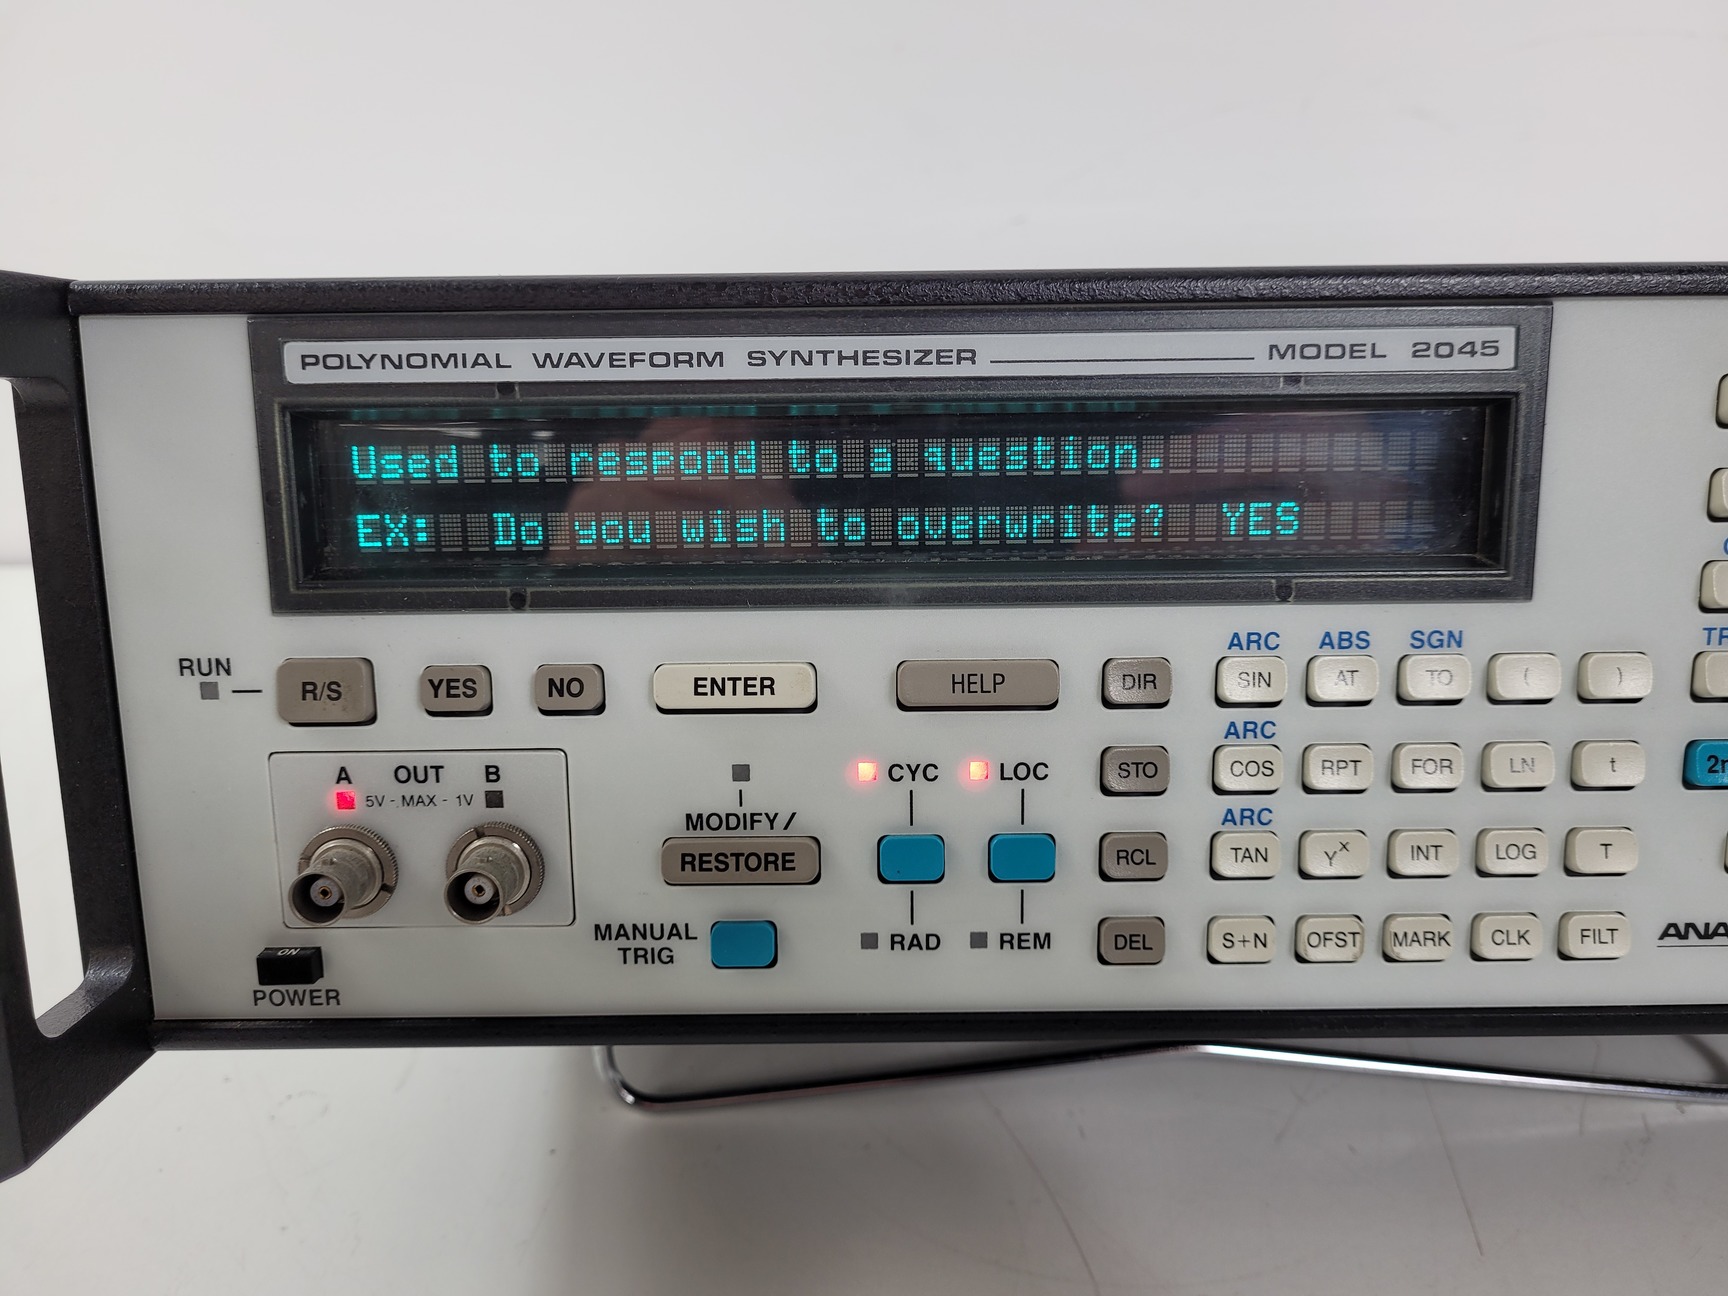 POLYNOMIAL WAVEFORM SYNTHESIZER MODEL 2045
Used to respond to a question.
EX: Do you wish to overwrite? YES
RUN
R/S YES NO ENTER HELP DIR
ARC ABS SGN
SIN AT TO ( )
A OUT B
5V - MAX - 1V
MODIFY/
RESTORE
CYC LOC
RAD REM
MANUAL
TRIG
ON
POWER
STO
ARC
COS RPT FOR LN t
RCL
ARC
TAN Yˣ INT LOG T
DEL S+N OFST MARK CLK FILT